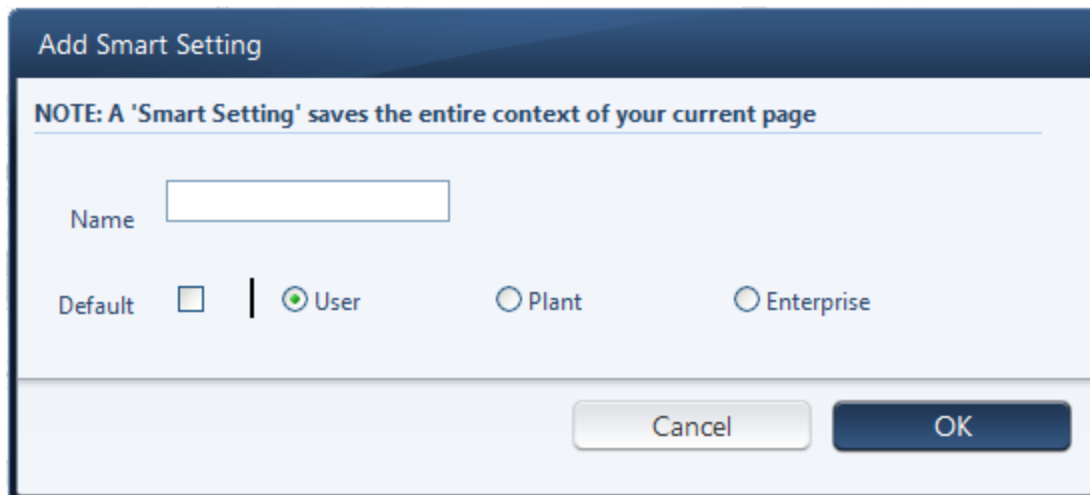 Add Smart Setting
NOTE: A 'Smart Setting' saves the entire context of your current page
Name
Default User Plant Enterprise
Cancel OK